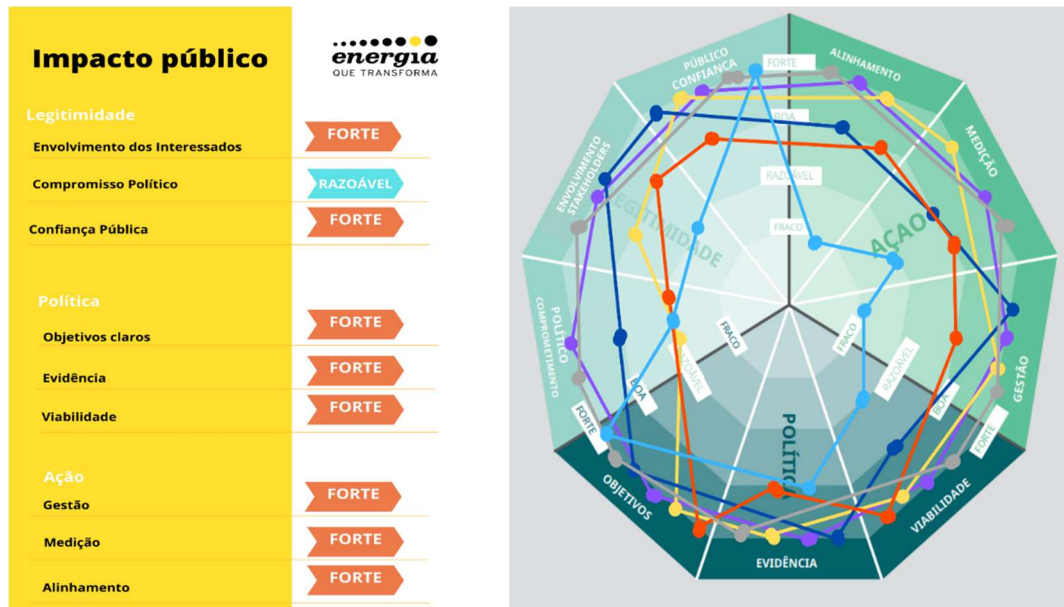 Impacto público
energia
QUE TRANSFORMA
Legitimidade
Envolvimento dos Interessados
FORTE
Compromisso Político
RAZOÁVEL
Confiança Pública
FORTE
Política
Objetivos claros
FORTE
Evidência
FORTE
Viabilidade
FORTE
Ação
Gestão
FORTE
Medição
FORTE
Alinhamento
FORTE
PÚBLICO
CONFIANÇA
FORTE
ALINHAMENTO
BOA
MEDIÇÃO
ENVOLVIMENTO
STAKEHOLDERS
RAZOÁVEL
LEGITIMIDADE
FRACO
AÇAO
POLÍTICO
COMPROMETIMENTO
FRACO
FRACO
RAZOÁVEL
RAZOÁVEL
BOA
BOA
GESTÃO
FORTE
FORTE
POLÍTICA
OBJETIVOS
VIABILIDADE
EVIDÊNCIA